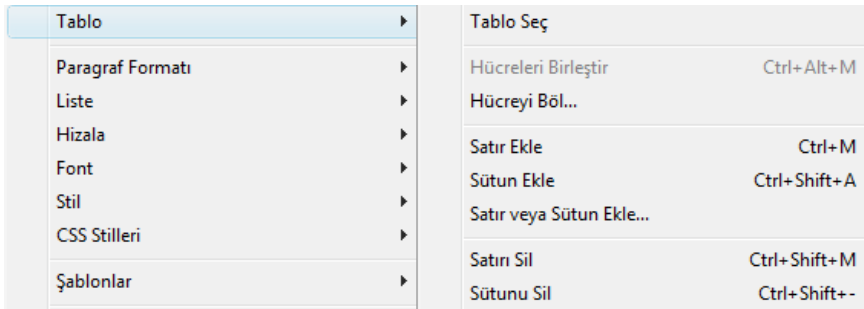 Tablo
Paragraf Formatı
Liste
Hizala
Font
Stil
CSS Stilleri
Şablonlar
Tablo Seç
Hücreleri Birleştir Ctrl+Alt+M
Hücreyi Böl...
Satır Ekle Ctrl+M
Sütun Ekle Ctrl+Shift+A
Satır veya Sütun Ekle...
Satırı Sil Ctrl+Shift+M
Sütunu Sil Ctrl+Shift+-